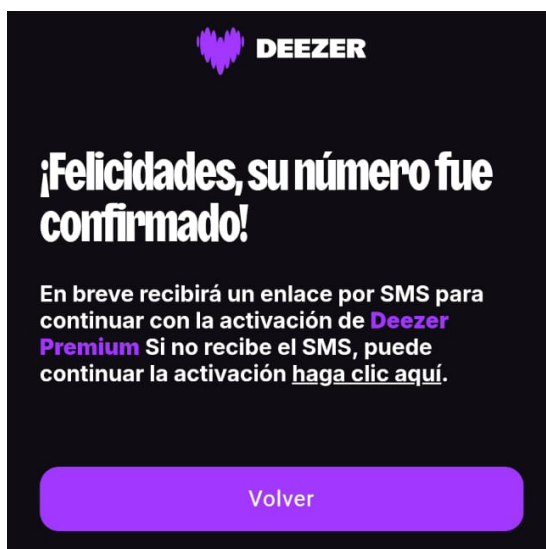 DEEZER
¡Felicidades, su número fue
confirmado!
En breve recibirá un enlace por SMS para
continuar con la activación de Deezer
Premium Si no recibe el SMS, puede
continuar la activación haga clic aquí.
Volver